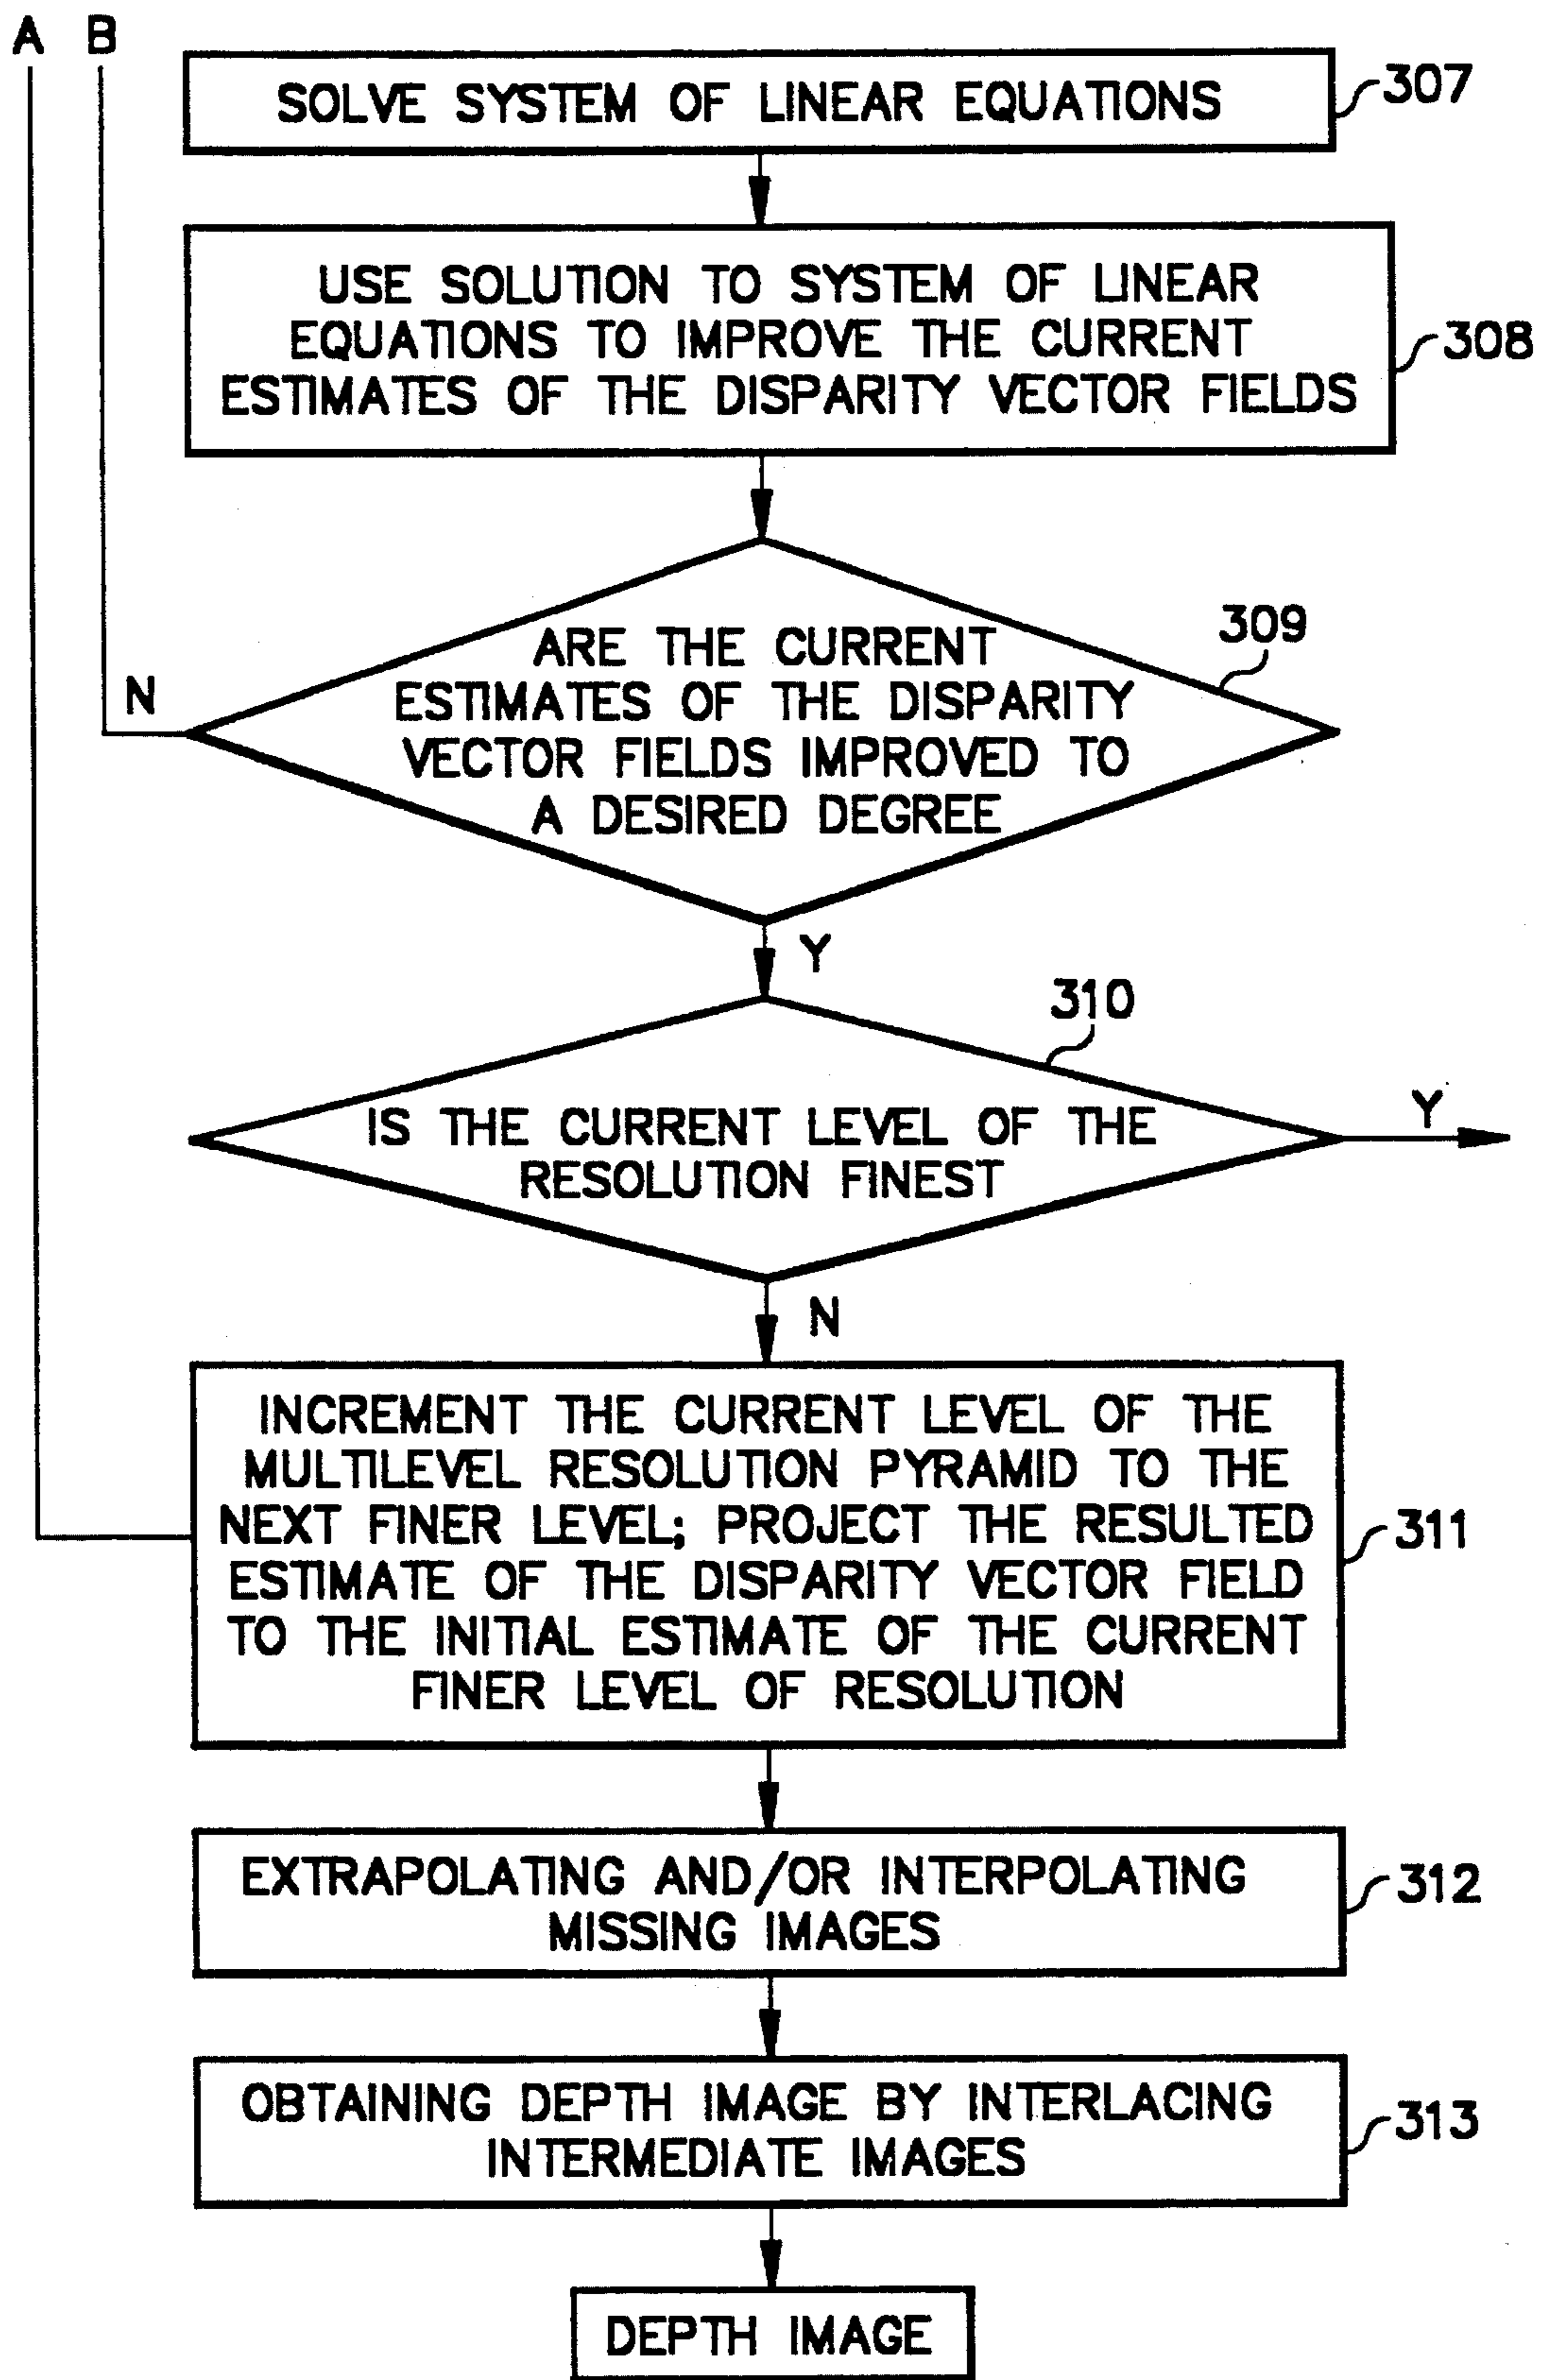 A B
SOLVE SYSTEM OF LINEAR EQUATIONS
307
USE SOLUTION TO SYSTEM OF LINEAR
EQUATIONS TO IMPROVE THE CURRENT
ESTIMATES OF THE DISPARITY VECTOR FIELDS
308
ARE THE CURRENT
ESTIMATES OF THE DISPARITY
VECTOR FIELDS IMPROVED TO
A DESIRED DEGREE
309
N
Y
310
IS THE CURRENT LEVEL OF THE
RESOLUTION FINEST
Y
N
INCREMENT THE CURRENT LEVEL OF THE
MULTILEVEL RESOLUTION PYRAMID TO THE
NEXT FINER LEVEL; PROJECT THE RESULTED
ESTIMATE OF THE DISPARITY VECTOR FIELD
TO THE INITIAL ESTIMATE OF THE CURRENT
FINER LEVEL OF RESOLUTION
311
EXTRAPOLATING AND/OR INTERPOLATING
MISSING IMAGES
312
OBTAINING DEPTH IMAGE BY INTERLACING
INTERMEDIATE IMAGES
313
DEPTH IMAGE